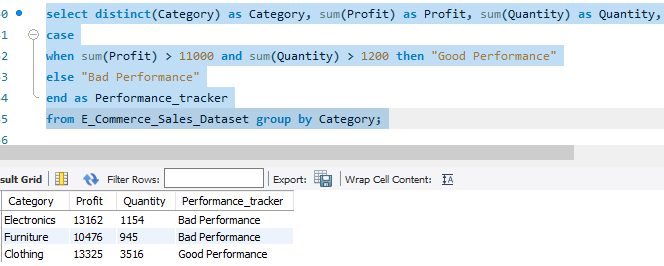 select distinct(Category) as Category, sum(Profit) as Profit, sum(Quantity) as Quantity,
case
when sum(Profit) > 11000 and sum(Quantity) > 1200 then "Good Performance"
else "Bad Performance"
end as Performance_tracker
from E_Commerce_Sales_Dataset group by Category;
sult Grid Filter Rows: Export: Wrap Cell Content:
Category Profit Quantity Performance_tracker
Electronics 13162 1154 Bad Performance
Furniture 10476 945 Bad Performance
Clothing 13325 3516 Good Performance